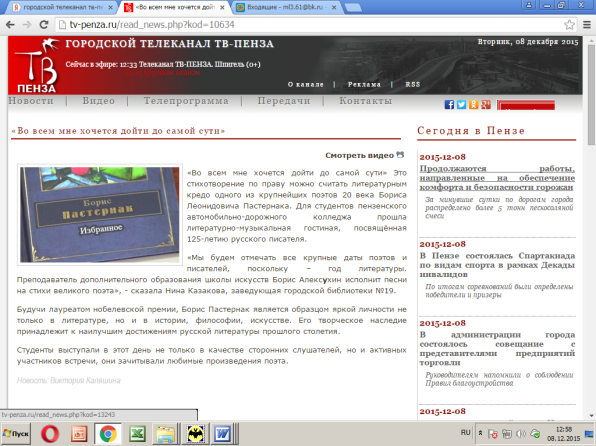 городской телеканал тв-п
«Во всем мне хочется дой
Входящие - ml3.61@bk.ru -
tv-penza.ru/read_news.php?kod=10634
ТВ
ПЕНЗА
ГОРОДСКОЙ ТЕЛЕКАНАЛ ТВ-ПЕНЗА
Вторник, 08 декабря 2015
Сейчас в эфире: 12:33 Телеканал ТВ-ПЕНЗА. Шпигель (0+)
О канале | Реклама | RSS
Новости | Видео | Телепрограмма | Передачи | Контакты
«Во всем мне хочется дойти до самой сути»
Смотреть видео
Борис
Пастернак
Избранное
«Во всем мне хочется дойти до самой сути» Это
стихотворение по праву можно считать литературным
кредо одного из крупнейших поэтов 20 века Бориса
Леонидовича Пастернака. Для студентов пензенского
автомобильно-дорожного колледжа прошла
литературно-музыкальная гостиная, посвящённая
125-летию русского писателя.
«Мы будем отмечать все крупные даты поэтов и
писателей, поскольку – год литературы.
Преподаватель дополнительного образования школы искусств Борис Алексухин исполнит песни
на стихи великого поэта», - сказала Нина Казакова, заведующая городской библиотеки №19.
Будучи лауреатом нобелевской премии, Борис Пастернак является образцом яркой личности не
только в литературе, но и в истории, философии, искусстве. Его творческое наследие
принадлежит к наилучшим достижениям русской литературы прошлого столетия.
Студенты выступали в этот день не только в качестве сторонних слушателей, но и активных
участников встречи, они зачитывали любимые произведения поэта.
Новость Виктория Каляшина
Сегодня в Пензе
2015-12-08
Продолжаются работы,
направленные на обеспечение
комфорта и безопасности горожан
За минувшие сутки по дорогам города
распределено более 5 тонн пескосоляной
смеси
2015-12-08
В Пензе состоялась Спартакиада
по видам спорта в рамках Декады
инвалидов
По итогам соревнований были определены
победители и призеры
2015-12-08
В администрации города
состоялось совещание с
представителями предприятий
торговли
Руководителям напомнили о соблюдении
Правил благоустройства
2015-12-08
tv-penza.ru/read_news.php?kod=13243
Пуск
RU
12:58
08.12.2015